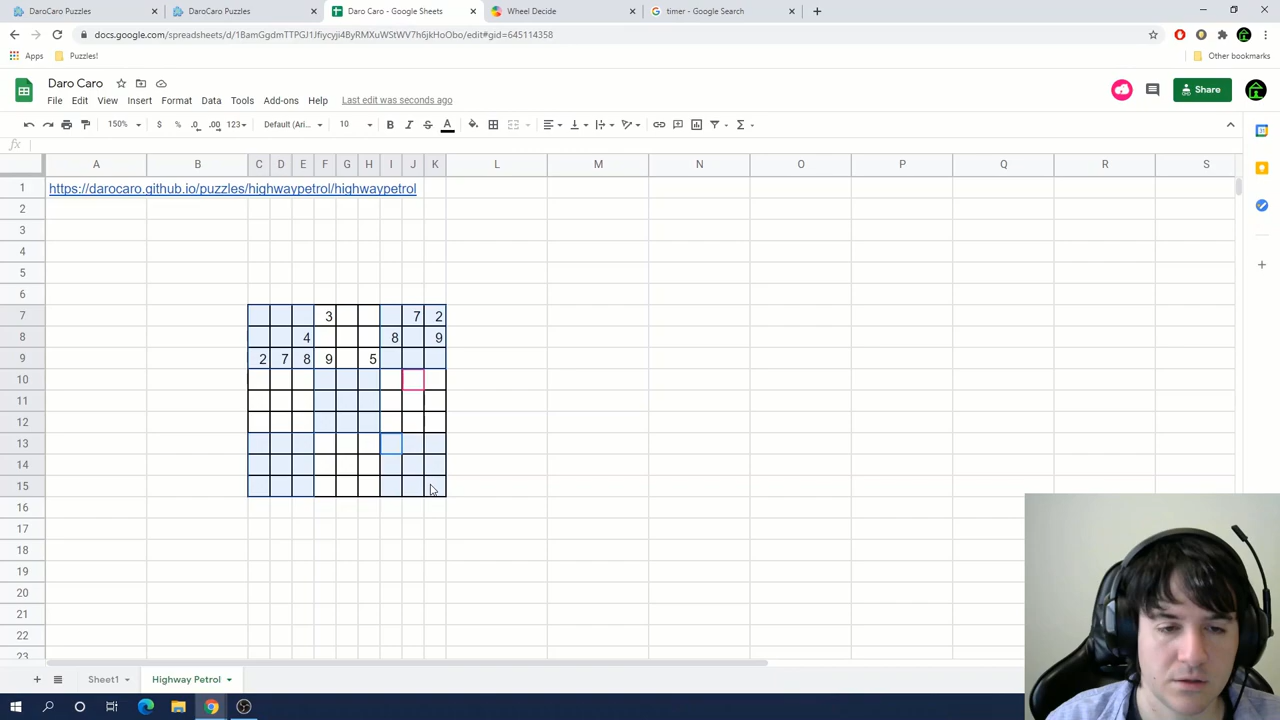 DaroCaro Puzzles
DaroCaro Puzzles
Daro Caro - Google Sheets
Wheel Decide
timer - Google Search
docs.google.com/spreadsheets/d/1BamGgdmTTPGJ1Jfiycyji4ByRMXuWStWV7h6jkHoObo/edit#gid=645114358
Apps
Puzzles!
Other bookmarks
Daro Caro
File Edit View Insert Format Data Tools Add-ons Help Last edit was seconds ago
Share
150% $ % .0 .00 123 Default (Ari... 10 B I S A
fx
A B C D E F G H I J K L M N O P Q R S
1 https://darocaro.github.io/puzzles/highwaypetrol/highwaypetrol
2
3
4
5
6
7 3 7 2
8 4 8 9
9 2 7 8 9 5
10
11
12
13
14
15
16
17
18
19
20
21
22
23
Sheet1 Highway Petrol